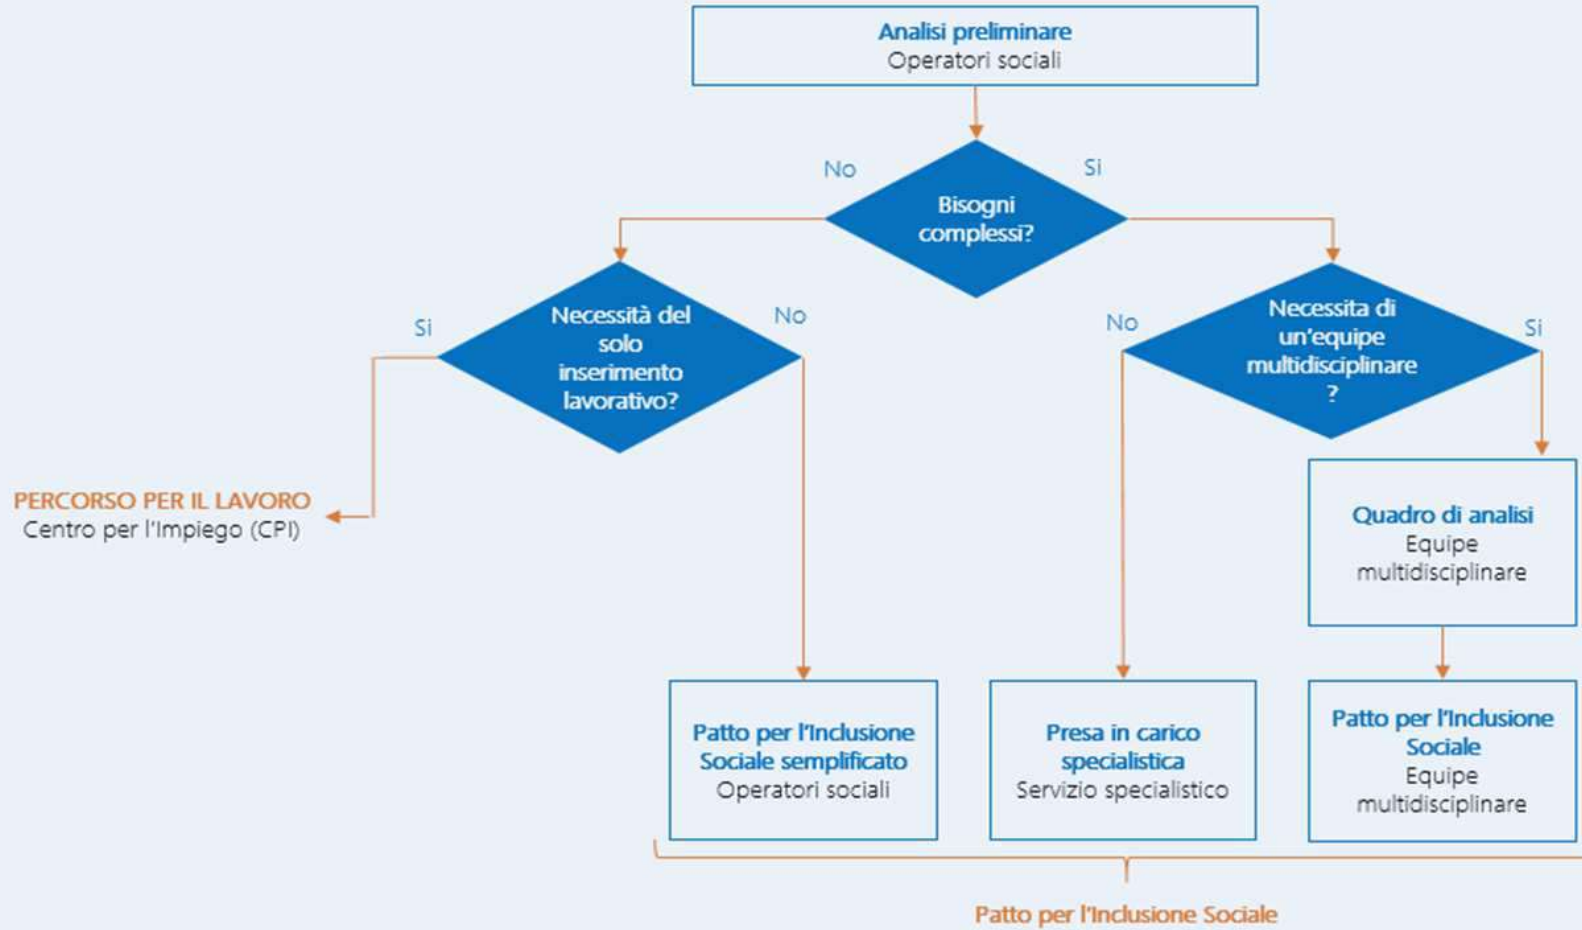 Analisi preliminare
Operatori sociali
No
Si
Bisogni
complessi?
Si
Necessità del
solo
inserimento
lavorativo?
No
No
Necessita di
un'equipe
multidisciplinare
?
Si
PERCORSO PER IL LAVORO
Centro per l'Impiego (CPI)
Quadro di analisi
Equipe
multidisciplinare
Patto per l'Inclusione
Sociale semplificato
Operatori sociali
Presa in carico
specialistica
Servizio specialistico
Patto per l'Inclusione
Sociale
Equipe
multidisciplinare
Patto per l'Inclusione Sociale